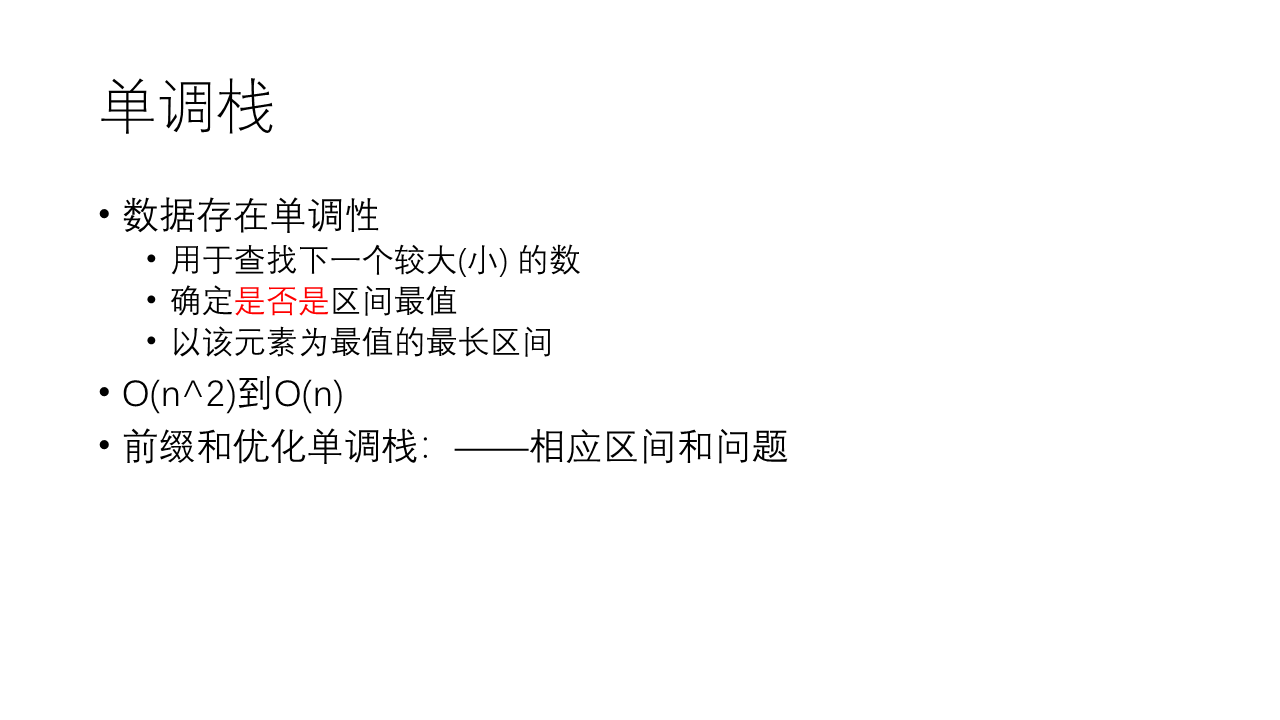 单调栈
• 数据存在单调性
• 用于查找下一个较大(小) 的数
• 确定是否是区间最值
• 以该元素为最值的最长区间
• O(n^2)到O(n)
• 前缀和优化单调栈：——相应区间和问题